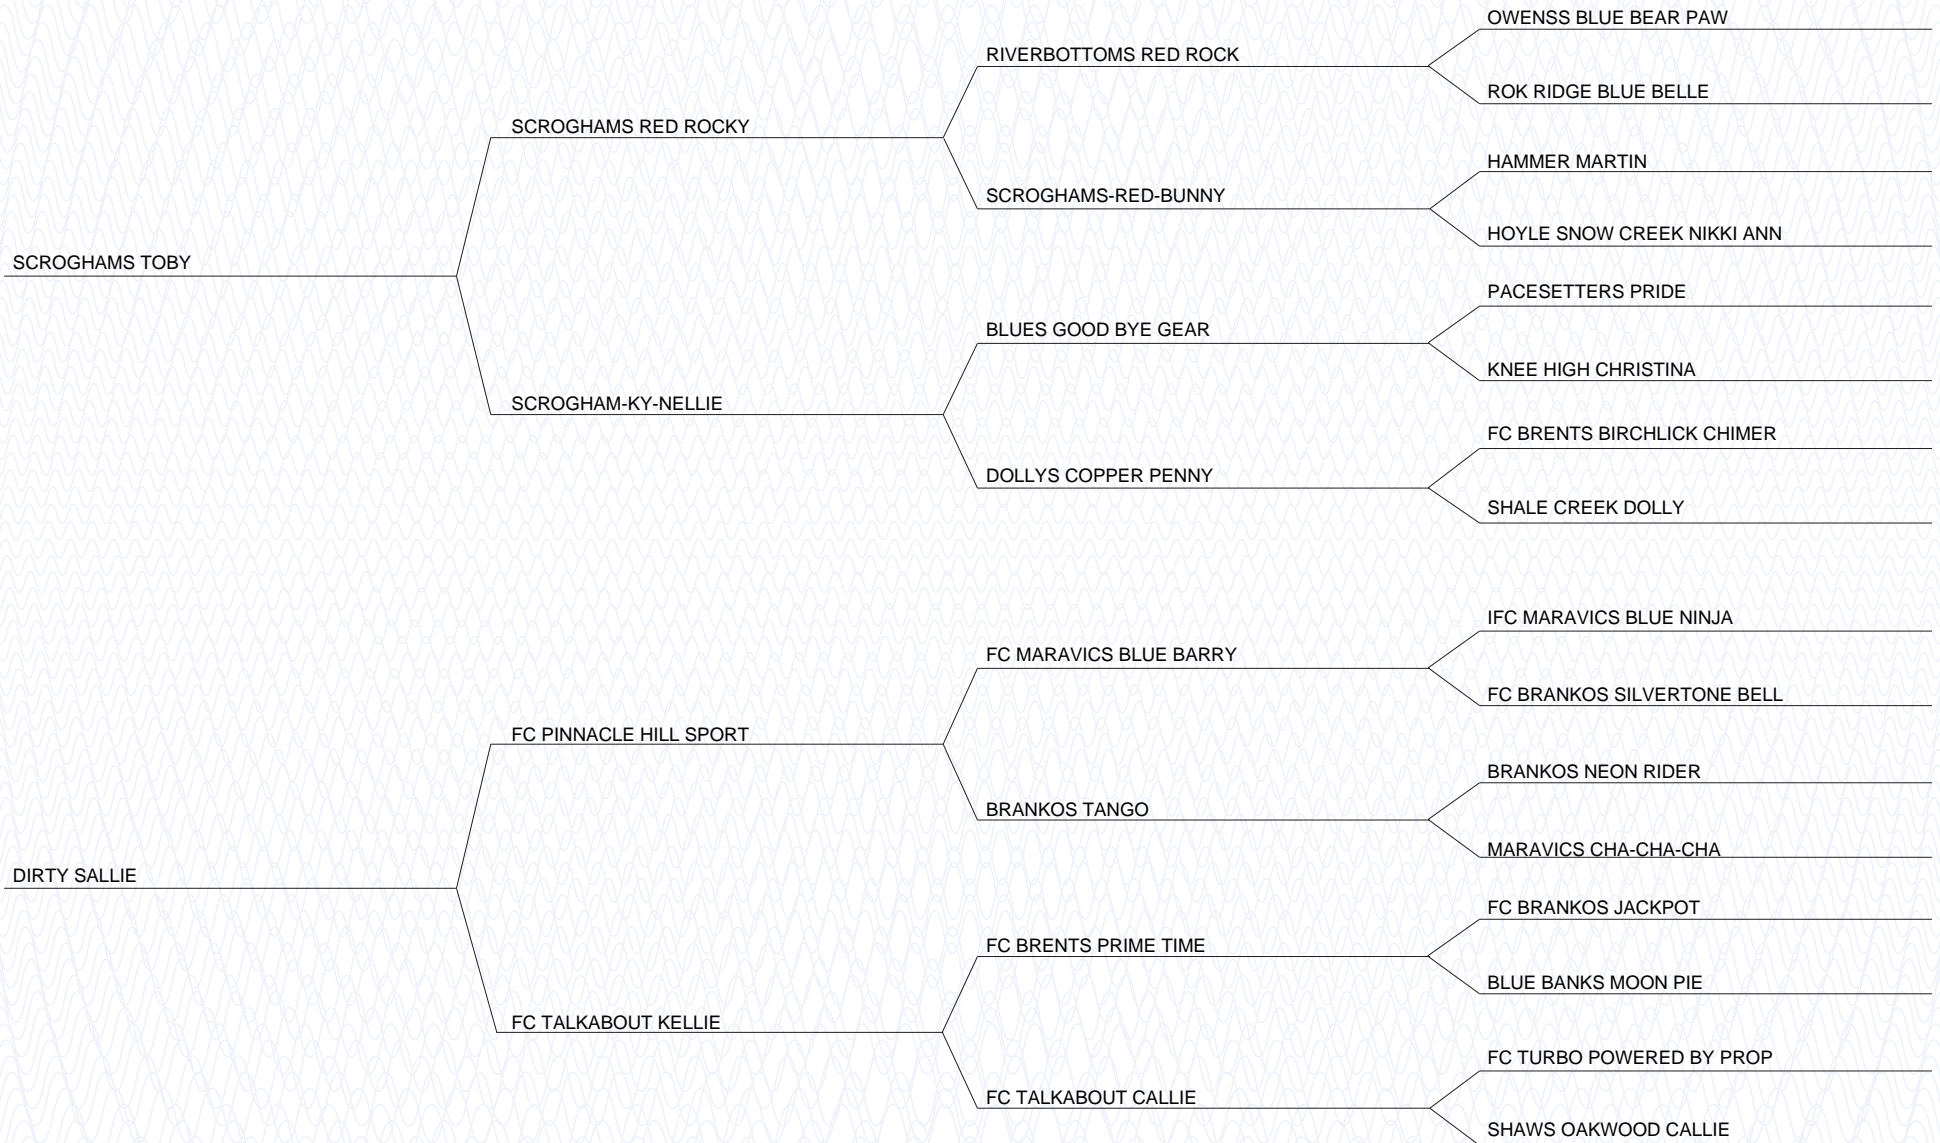 OWENSS BLUE BEAR PAW
RIVERBOTTOMS RED ROCK
ROK RIDGE BLUE BELLE
SCROGHAMS RED ROCKY
HAMMER MARTIN
SCROGHAMS-RED-BUNNY
HOYLE SNOW CREEK NIKKI ANN
SCROGHAMS TOBY
PACESETTERS PRIDE
BLUES GOOD BYE GEAR
KNEE HIGH CHRISTINA
SCROGHAM-KY-NELLIE
FC BRENTS BIRCHLICK CHIMER
DOLLYS COPPER PENNY
SHALE CREEK DOLLY
IFC MARAVICS BLUE NINJA
FC MARAVICS BLUE BARRY
FC BRANKOS SILVERTONE BELL
FC PINNACLE HILL SPORT
BRANKOS NEON RIDER
BRANKOS TANGO
MARAVICS CHA-CHA-CHA
DIRTY SALLIE
FC BRANKOS JACKPOT
FC BRENTS PRIME TIME
BLUE BANKS MOON PIE
FC TALKABOUT KELLIE
FC TURBO POWERED BY PROP
FC TALKABOUT CALLIE
SHAWS OAKWOOD CALLIE